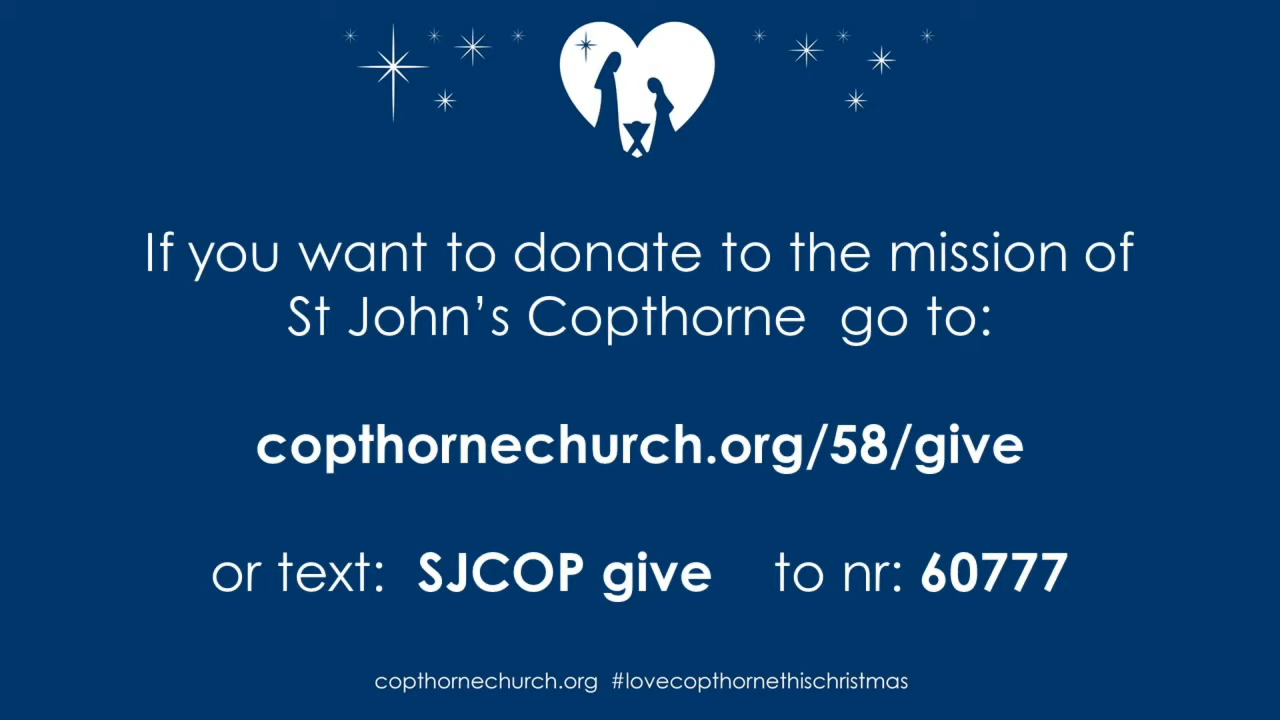 If you want to donate to the mission of
St John’s Copthorne  go to:
copthornechurch.org/58/give
or text:  SJCOP give    to nr: 60777
copthornechurch.org  #lovecopthornethischristmas